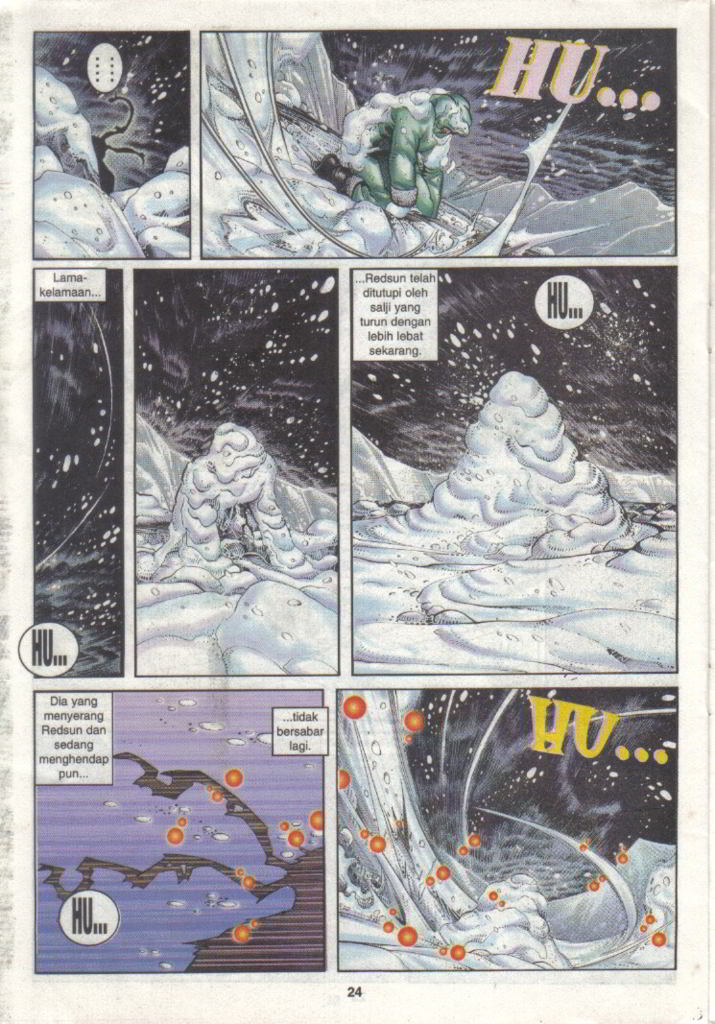 ......
HU...
Lama-
kelamaan...
HU...
...Redsun telah
ditutupi oleh
salji yang
turun dengan
lebih lebat
sekarang.
HU...
Dia yang
menyerang
Redsun dan
sedang
menghendap
pun...
...tidak
bersabar
lagi.
HU...
HU...
24